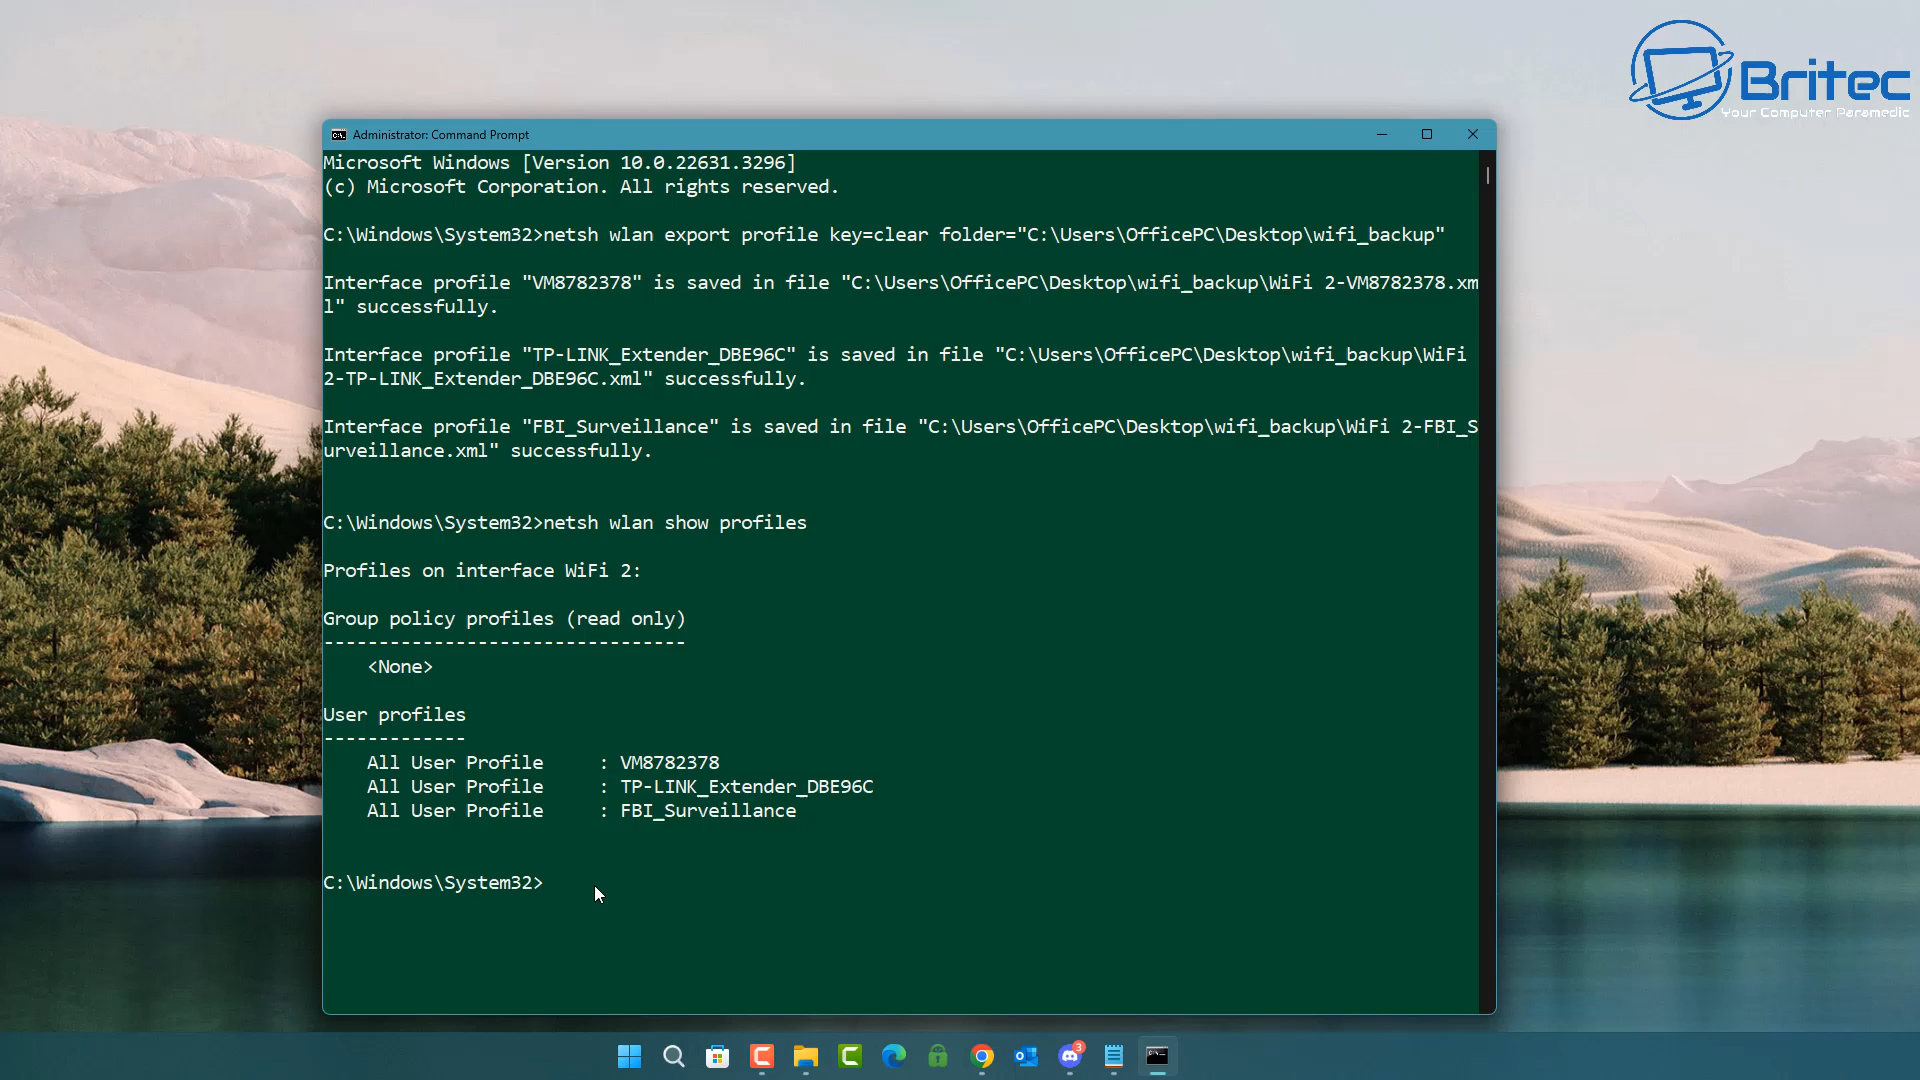 Britec
Your Computer Paramedic
Administrator: Command Prompt
Microsoft Windows [Version 10.0.22631.3296]
(c) Microsoft Corporation. All rights reserved.
C:\Windows\System32>netsh wlan export profile key=clear folder="C:\Users\OfficePC\Desktop\wifi_backup"
Interface profile "VM8782378" is saved in file "C:\Users\OfficePC\Desktop\wifi_backup\WiFi 2-VM8782378.xm
l" successfully.
Interface profile "TP-LINK_Extender_DBE96C" is saved in file "C:\Users\OfficePC\Desktop\wifi_backup\WiFi
2-TP-LINK_Extender_DBE96C.xml" successfully.
Interface profile "FBI_Surveillance" is saved in file "C:\Users\OfficePC\Desktop\wifi_backup\WiFi 2-FBI_S
urveillance.xml" successfully.
C:\Windows\System32>netsh wlan show profiles
Profiles on interface WiFi 2:
Group policy profiles (read only)
---------------------------------
    <None>
User profiles
-------------
    All User Profile     : VM8782378
    All User Profile     : TP-LINK_Extender_DBE96C
    All User Profile     : FBI_Surveillance
C:\Windows\System32>
3